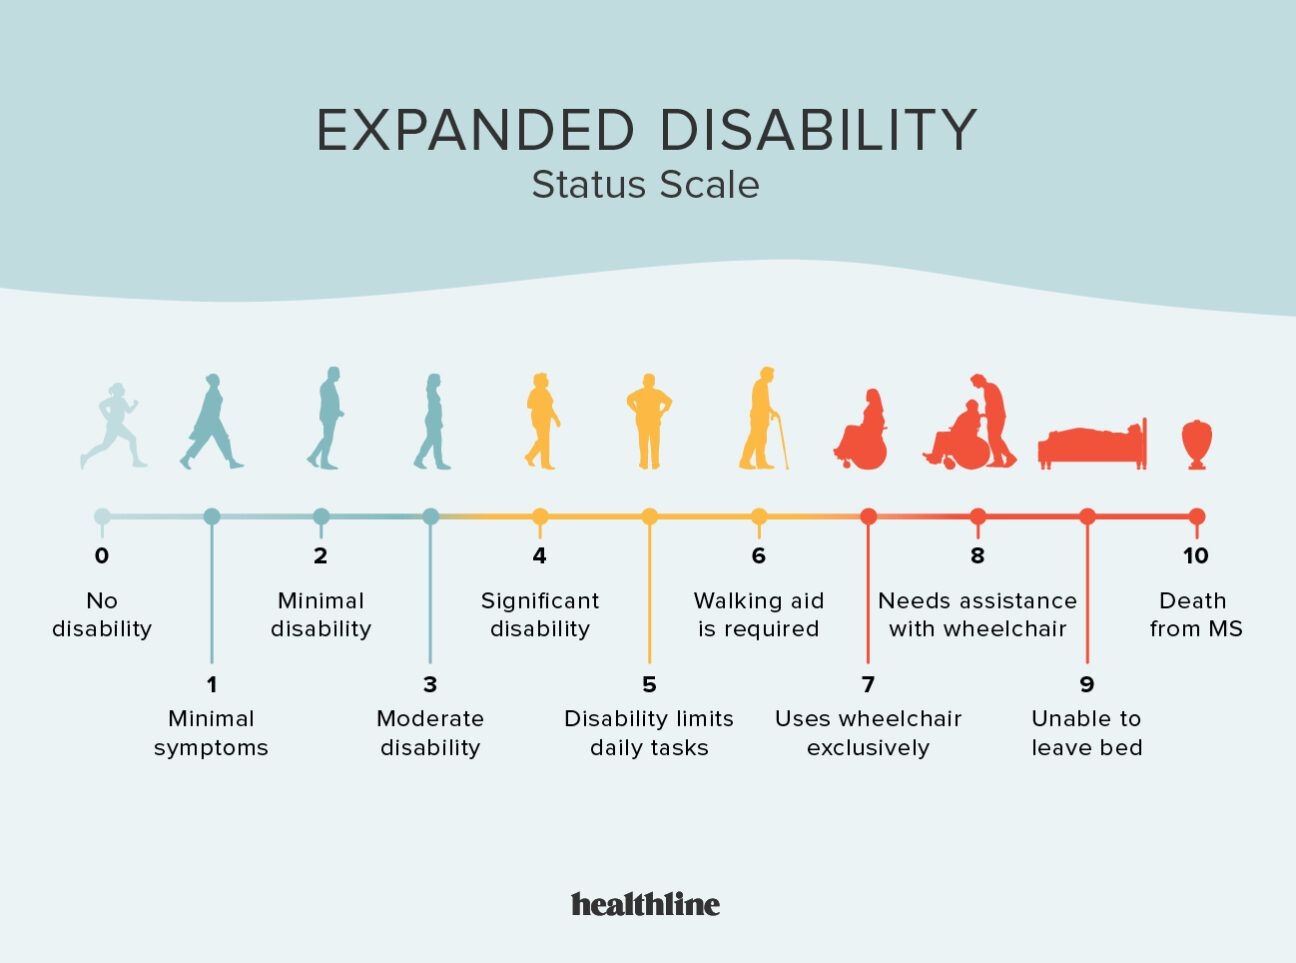 EXPANDED DISABILITY
Status Scale
0
No
disability
1
Minimal
symptoms
2
Minimal
disability
3
Moderate
disability
4
Significant
disability
5
Disability limits
daily tasks
6
Walking aid
is required
7
Uses wheelchair
exclusively
8
Needs assistance
with wheelchair
9
Unable to
leave bed
10
Death
from MS
healthline